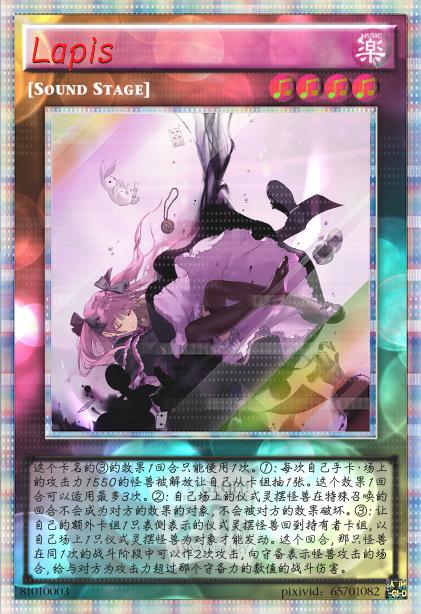 Lapis
MUSIC
楽
[SOUND STAGE]
这个卡名的③的效果1回合只能使用1次。①：每次自己手卡·场上
的攻击力1550的怪兽被解放让自己从卡组抽1张。这个效果1回
合可以适用最多3次。②：自己场上的仪式灵摆怪兽在特殊召唤的
回合不会成为对方的效果的对象，不会被对方的效果破坏。③：让
自己的额外卡组1只表侧表示的仪式灵摆怪兽回到持有者卡组，以
自己场上1只仪式灵摆怪兽为对象才能发动。这个回合，那只怪兽
在同1次的战斗阶段中可以作2次攻击，向守备表示怪兽攻击的场
合，给与对方为攻击力超过那个守备力的数值的战斗伤害。
81010003
pixivid：65701082